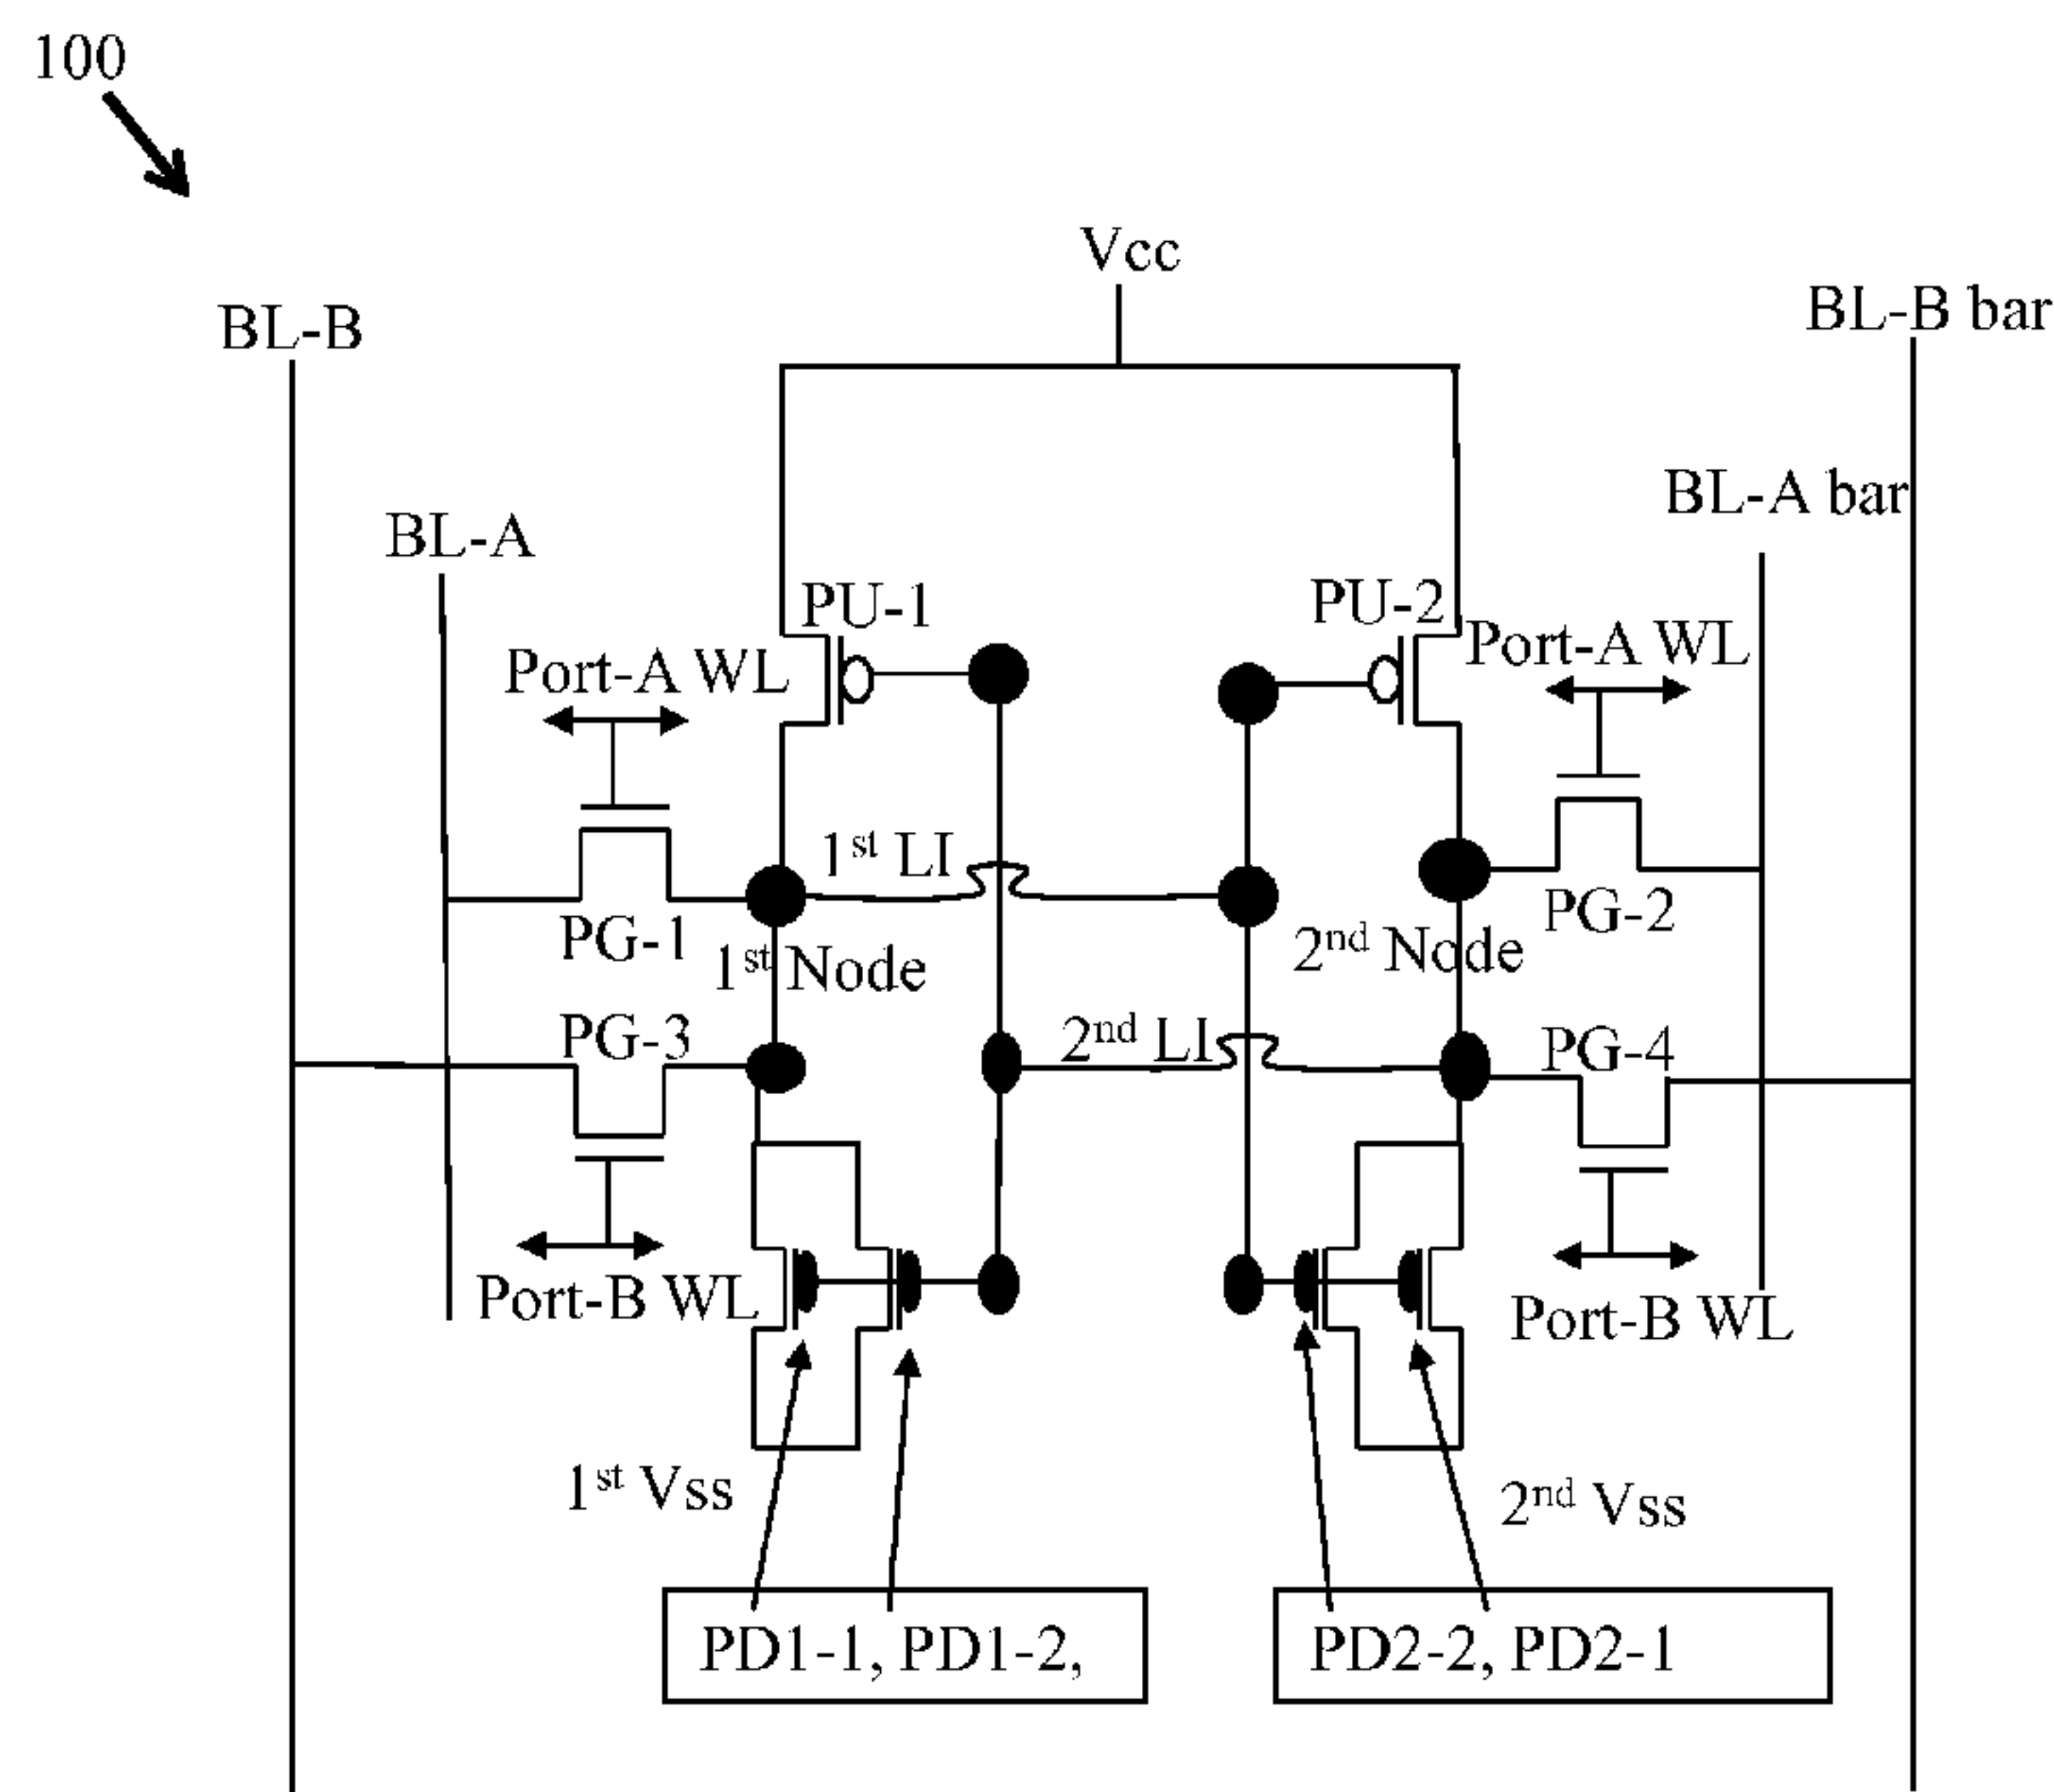 100
Vcc
BL-B
BL-B bar
BL-A
BL-A bar
PU-1
PU-2
Port-A WL
Port-A WL
1st LI
PG-1
PG-2
1st Node
2nd Node
PG-3
2nd LI
PG-4
Port-B WL
Port-B WL
1st Vss
2nd Vss
PD1-1, PD1-2,
PD2-2, PD2-1